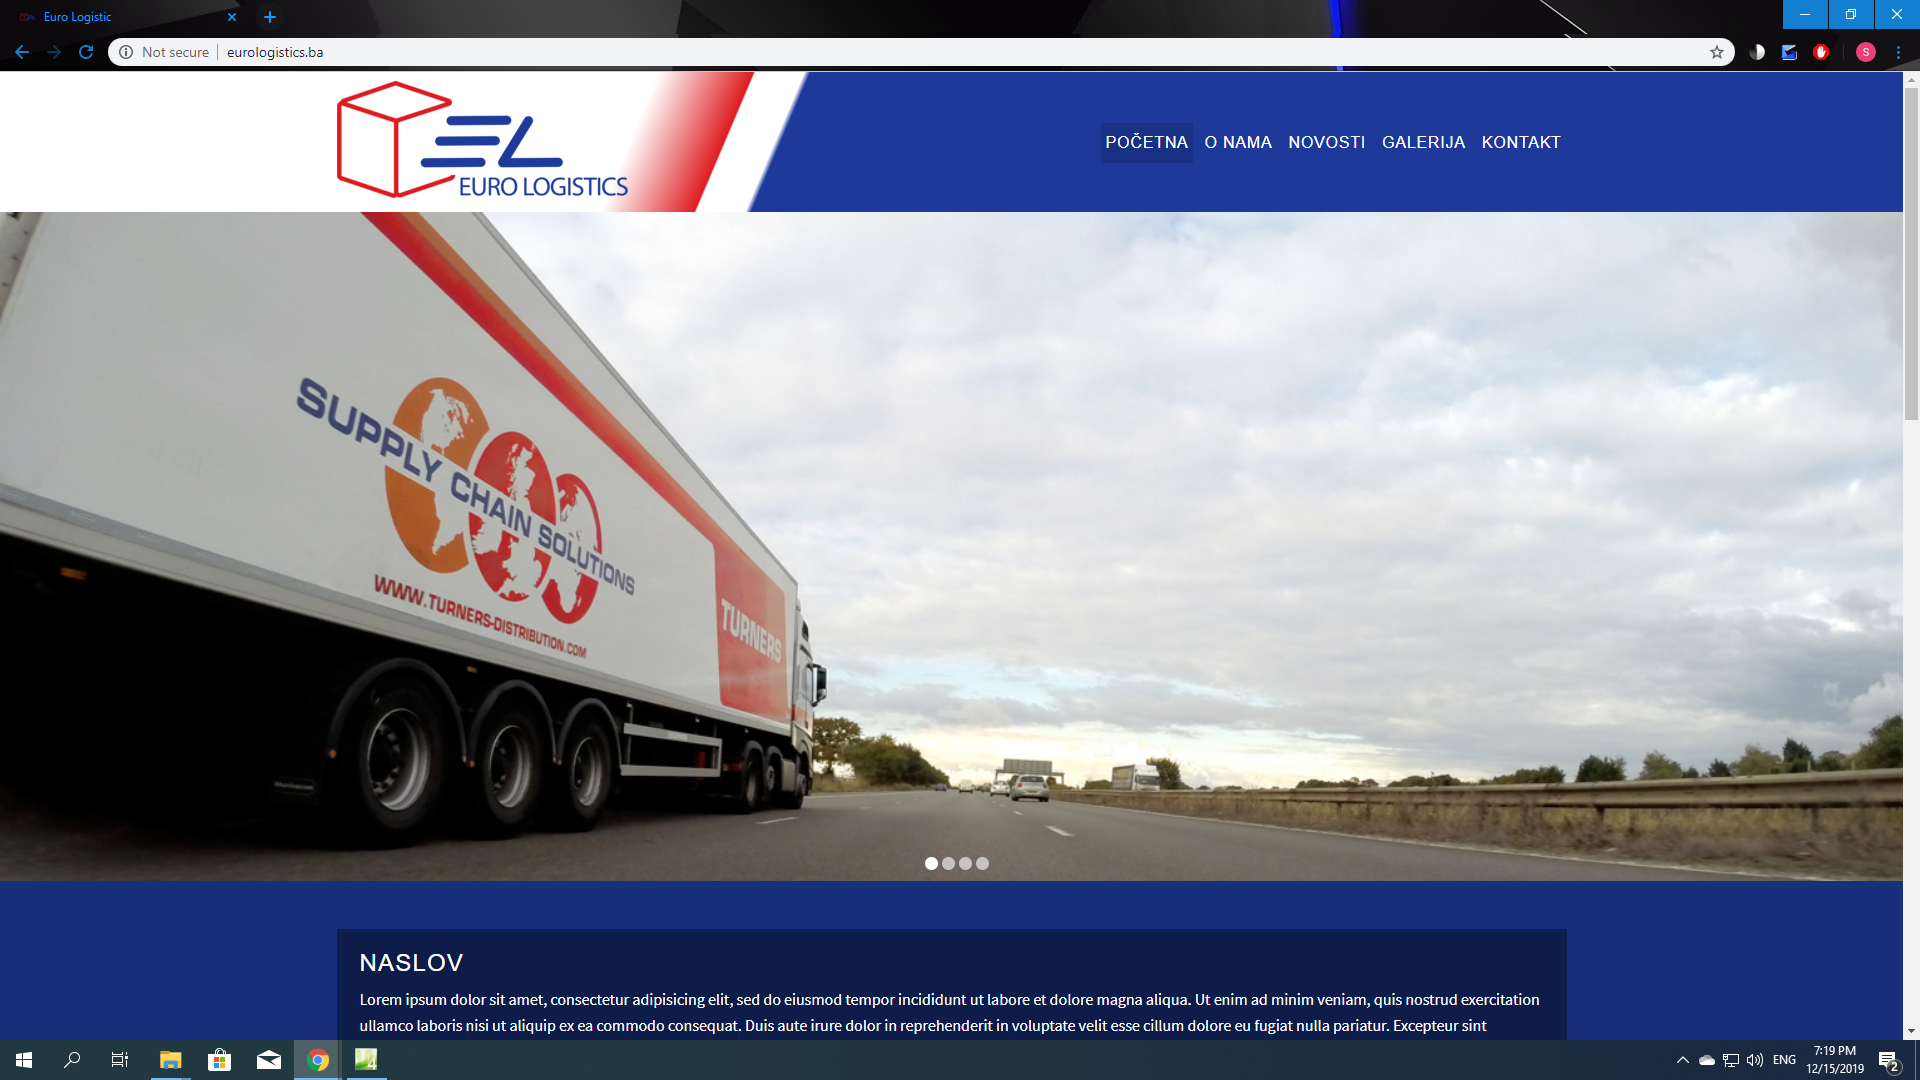 Euro Logistic
Not secure
eurologistics.ba
S
EL
EURO LOGISTICS
POČETNA
O NAMA
NOVOSTI
GALERIJA
KONTAKT
SUPPLY CHAIN SOLUTIONS
WWW.TURNERS-DISTRIBUTION.COM
TURNERS
NASLOV
Lorem ipsum dolor sit amet, consectetur adipisicing elit, sed do eiusmod tempor incididunt ut labore et dolore magna aliqua. Ut enim ad minim veniam, quis nostrud exercitation
ullamco laboris nisi ut aliquip ex ea commodo consequat. Duis aute irure dolor in reprehenderit in voluptate velit esse cillum dolore eu fugiat nulla pariatur. Excepteur sint
4
ENG
7:19 PM
12/15/2019
2